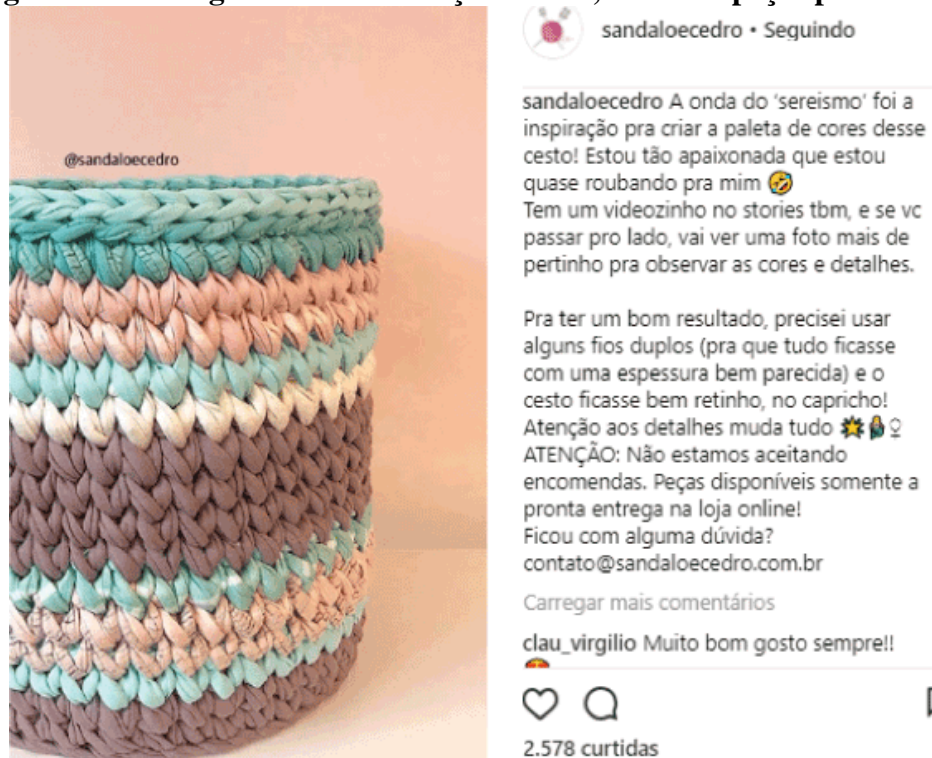 @sandaloecedro
sandaloecedro • Seguindo
sandaloecedro A onda do 'sereismo' foi a
inspiração pra criar a paleta de cores desse
cesto! Estou tão apaixonada que estou
quase roubando pra mim 🤣
Tem um videozinho no stories tbm, e se vc
passar pro lado, vai ver uma foto mais de
pertinho pra observar as cores e detalhes.
Pra ter um bom resultado, precisei usar
alguns fios duplos (pra que tudo ficasse
com uma espessura bem parecida) e o
cesto ficasse bem retinho, no capricho!
Atenção aos detalhes muda tudo
ATENÇÃO: Não estamos aceitando
encomendas. Peças disponíveis somente a
pronta entrega na loja online!
Ficou com alguma dúvida?
contato@sandaloecedro.com.br
Carregar mais comentários
clau_virgilio Muito bom gosto sempre!!
2.578 curtidas